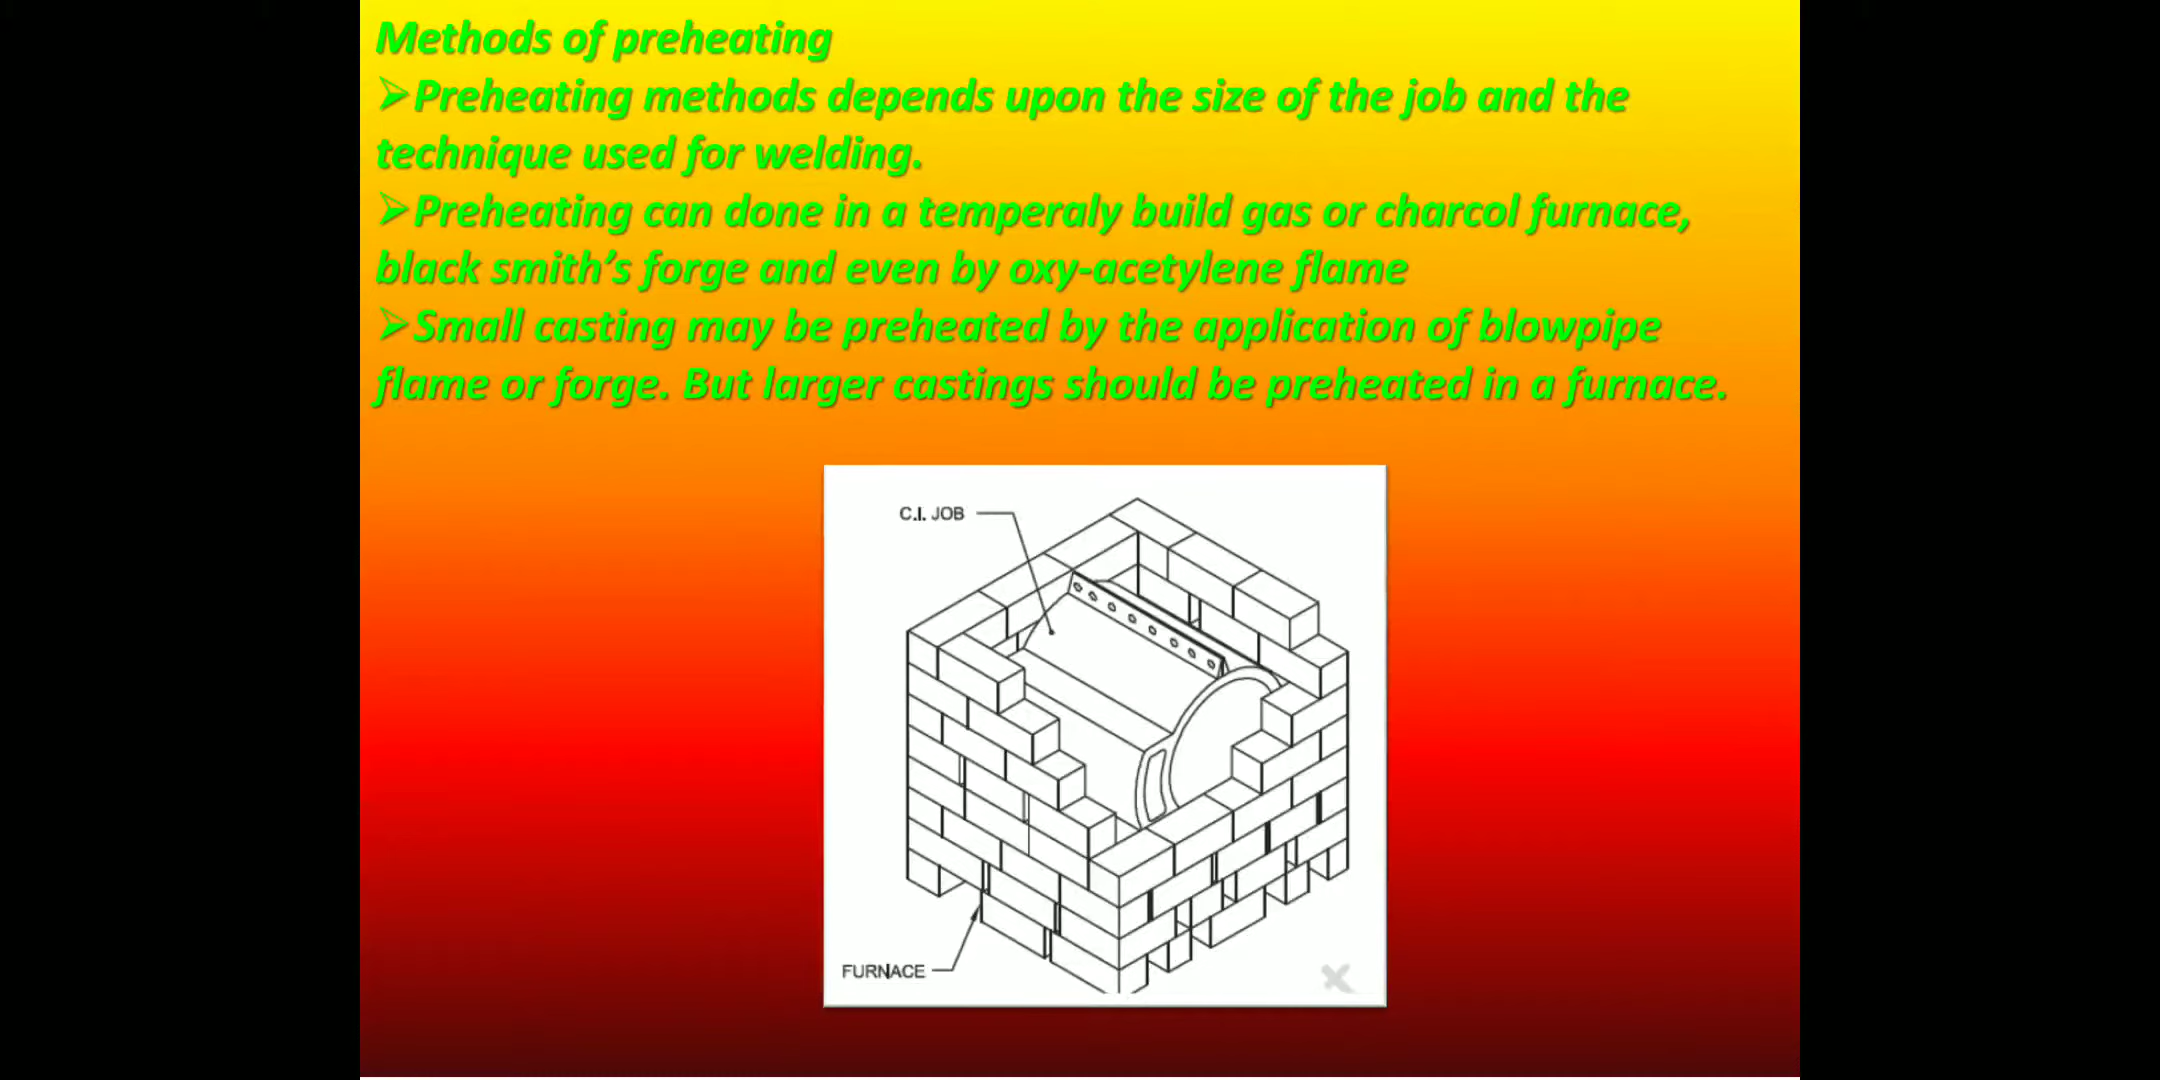 Methods of preheating
➢Preheating methods depends upon the size of the job and the
technique used for welding.
➢Preheating can done in a temperaly build gas or charcol furnace,
black smith’s forge and even by oxy-acetylene flame
➢Small casting may be preheated by the application of blowpipe
flame or forge. But larger castings should be preheated in a furnace.
C.I. JOB
FURNACE